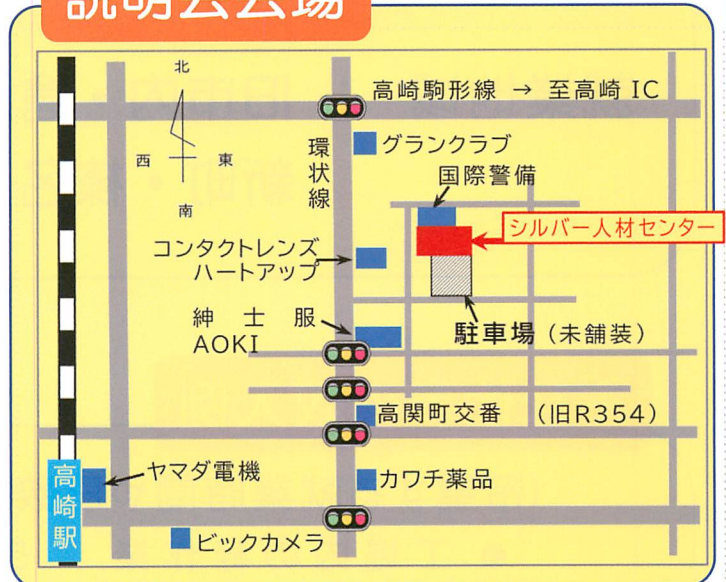 説明会会場
北
西 東
南
高崎駒形線 → 至高崎 IC
グランクラブ
環状線
国際警備
シルバー人材センター
コンタクトレンズ
ハートアップ
紳士服
AOKI
駐車場（未舗装）
高関町交番 （旧R354）
ヤマダ電機
高崎駅
カワチ薬品
ビックカメラ